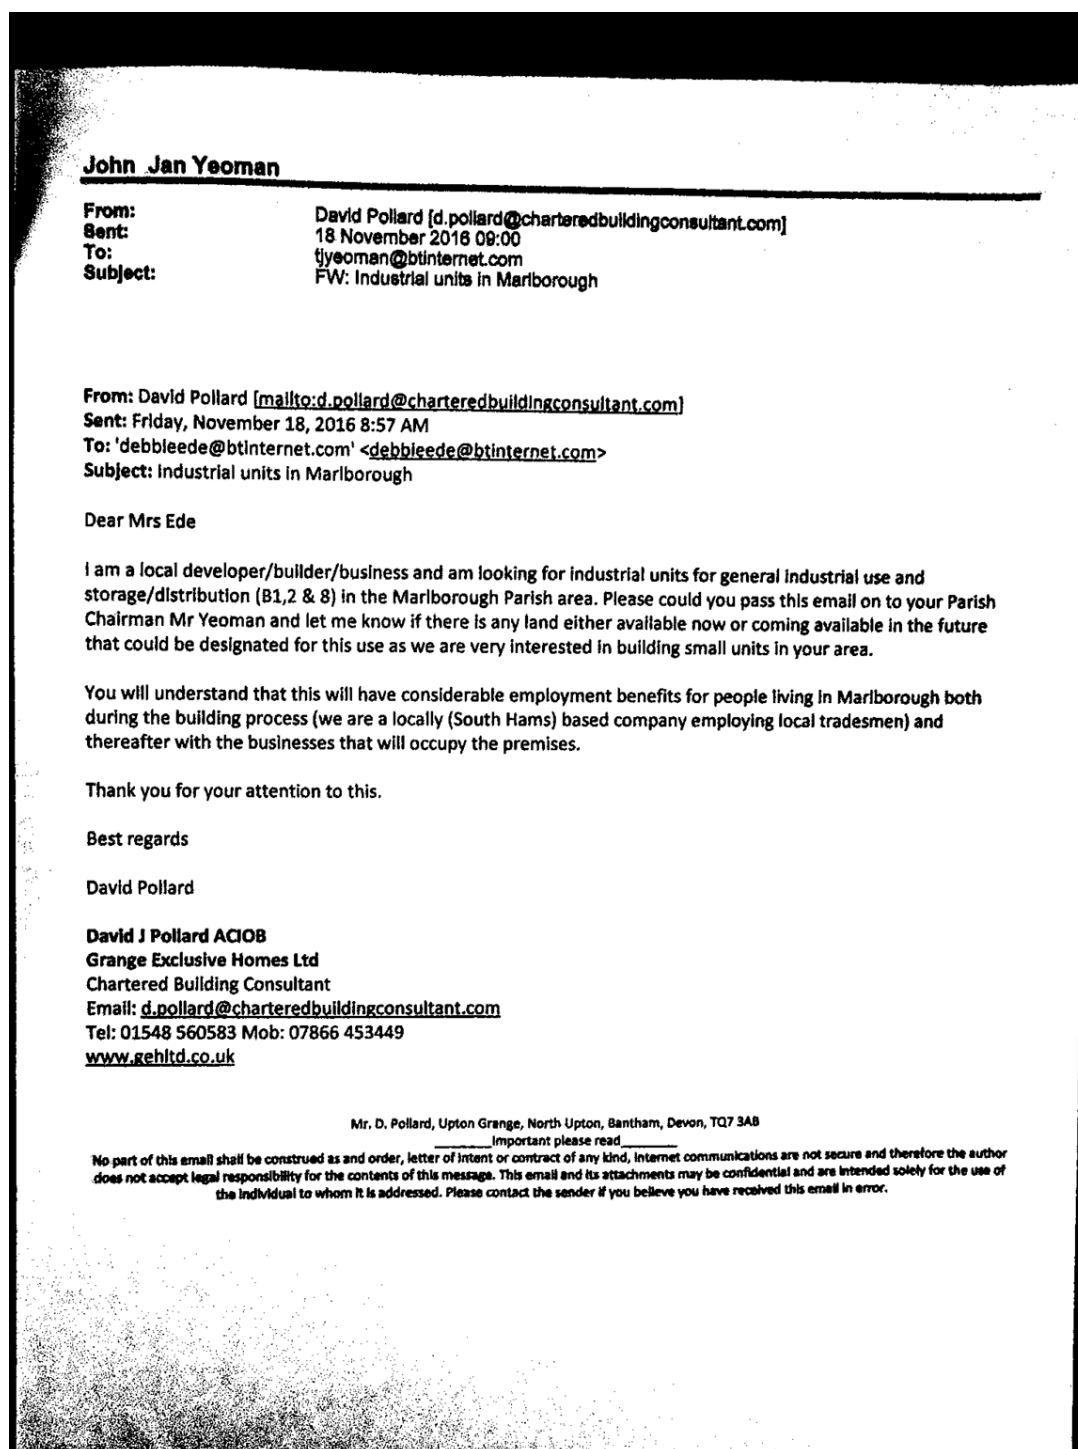 John Jan Yeoman
From: David Pollard [d.pollard@charteredbuildingconsultant.com]
Sent: 18 November 2016 09:00
To: tjyeoman@btinternet.com
Subject: FW: Industrial units in Marlborough
From: David Pollard [mailto:d.pollard@charteredbuildingconsultant.com]
Sent: Friday, November 18, 2016 8:57 AM
To: 'debbieede@btinternet.com' <debbieede@btinternet.com>
Subject: Industrial units in Marlborough
Dear Mrs Ede
I am a local developer/builder/business and am looking for industrial units for general industrial use and
storage/distribution (B1,2 & 8) in the Marlborough Parish area. Please could you pass this email on to your Parish
Chairman Mr Yeoman and let me know if there is any land either available now or coming available in the future
that could be designated for this use as we are very interested in building small units in your area.
You will understand that this will have considerable employment benefits for people living in Marlborough both
during the building process (we are a locally (South Hams) based company employing local tradesmen) and
thereafter with the businesses that will occupy the premises.
Thank you for your attention to this.
Best regards
David Pollard
David J Pollard ACIOB
Grange Exclusive Homes Ltd
Chartered Building Consultant
Email: d.pollard@charteredbuildingconsultant.com
Tel: 01548 560583 Mob: 07866 453449
www.gehltd.co.uk
Mr. D. Pollard, Upton Grange, North Upton, Bantham, Devon, TQ7 3AB
________Important please read________
No part of this email shall be construed as and order, letter of intent or contract of any kind, Internet communications are not secure and therefore the author
does not accept legal responsibility for the contents of this message. This email and its attachments may be confidential and are intended solely for the use of
the individual to whom it is addressed. Please contact the sender if you believe you have received this email in error.